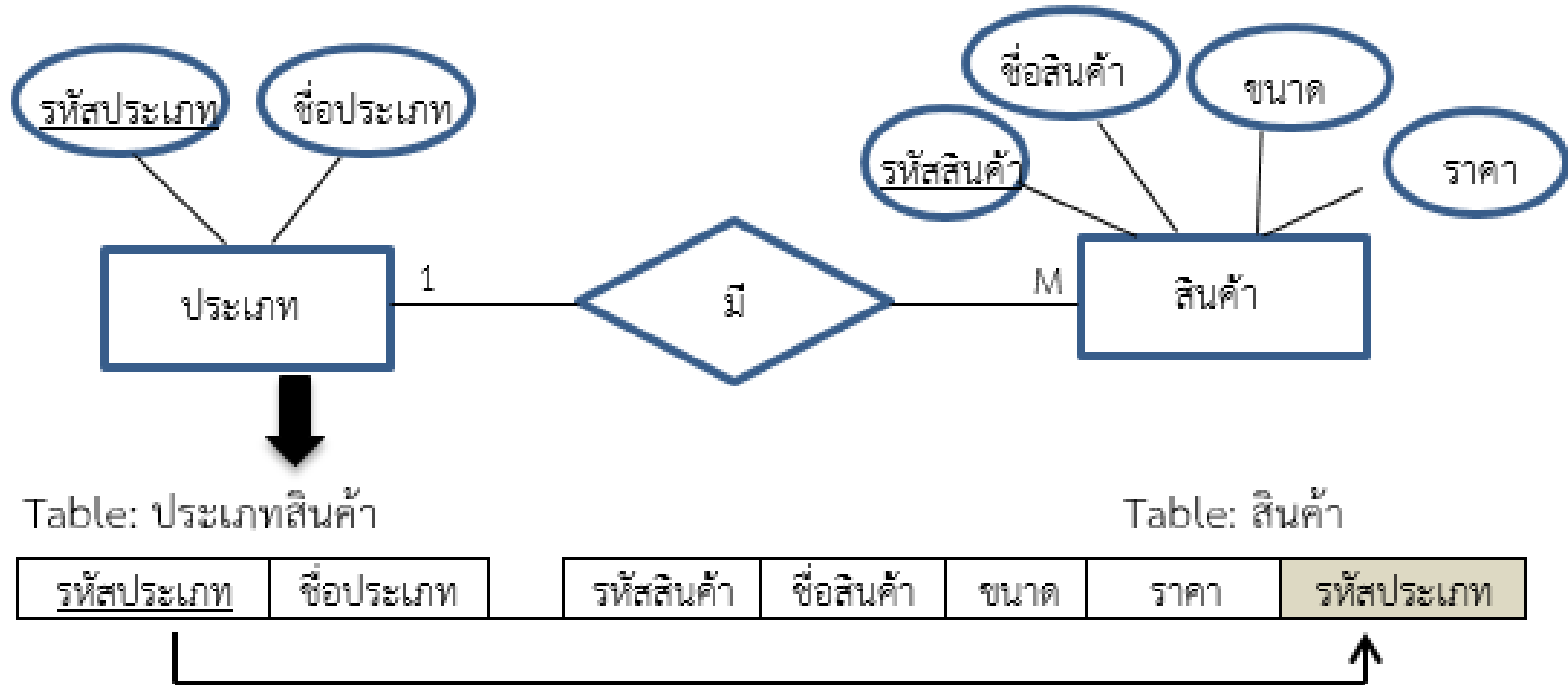 ชื่อสินค้า
ขนาด
รหัสประเภท
ชื่อประเภท
รหัสสินค้า
ราคา
ประเภท
1
มี
M
สินค้า
Table: ประเภทสินค้า
Table: สินค้า
รหัสประเภท ชื่อประเภท
รหัสสินค้า ชื่อสินค้า ขนาด ราคา รหัสประเภท